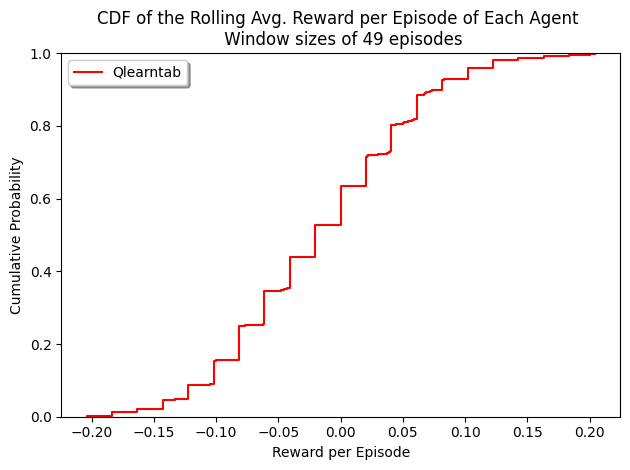 CDF of the Rolling Avg. Reward per Episode of Each Agent
Window sizes of 49 episodes
Qlearntab
1.0
0.8
0.6
0.4
0.2
0.0
Cumulative Probability
−0.20 −0.15 −0.10 −0.05 0.00 0.05 0.10 0.15 0.20
Reward per Episode